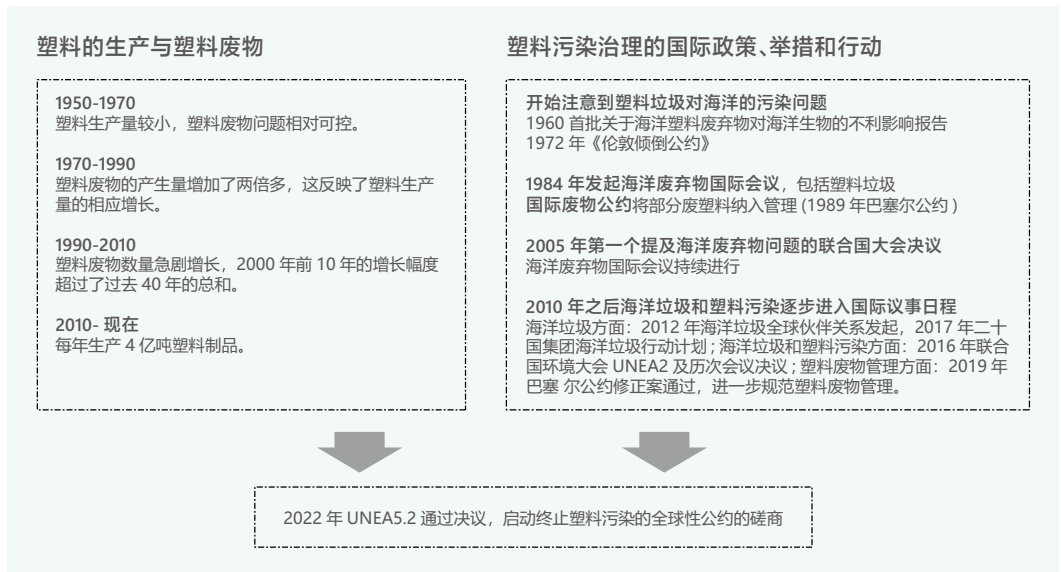 塑料的生产与塑料废物
1950-1970
塑料生产量较小，塑料废物问题相对可控。
1970-1990
塑料废物的产生量增加了两倍多，这反映了塑料生产
量的相应增长。
1990-2010
塑料废物数量急剧增长，2000 年前 10 年的增长幅度
超过了过去 40 年的总和。
2010- 现在
每年生产 4 亿吨塑料制品。
塑料污染治理的国际政策、举措和行动
开始注意到塑料垃圾对海洋的污染问题
1960 首批关于海洋塑料废弃物对海洋生物的不利影响报告
1972 年《伦敦倾倒公约》
1984 年发起海洋废弃物国际会议，包括塑料垃圾
国际废物公约将部分废塑料纳入管理 (1989 年巴塞尔公约 )
2005 年第一个提及海洋废弃物问题的联合国大会决议
海洋废弃物国际会议持续进行
2010 年之后海洋垃圾和塑料污染逐步进入国际议事日程
海洋垃圾方面：2012 年海洋垃圾全球伙伴关系发起，2017 年二十
国集团海洋垃圾行动计划 ; 海洋垃圾和塑料污染方面：2016 年联合
国环境大会 UNEA2 及历次会议决议 ; 塑料废物管理方面：2019 年
巴塞 尔公约修正案通过，进一步规范塑料废物管理。
2022 年 UNEA5.2 通过决议，启动终止塑料污染的全球性公约的磋商